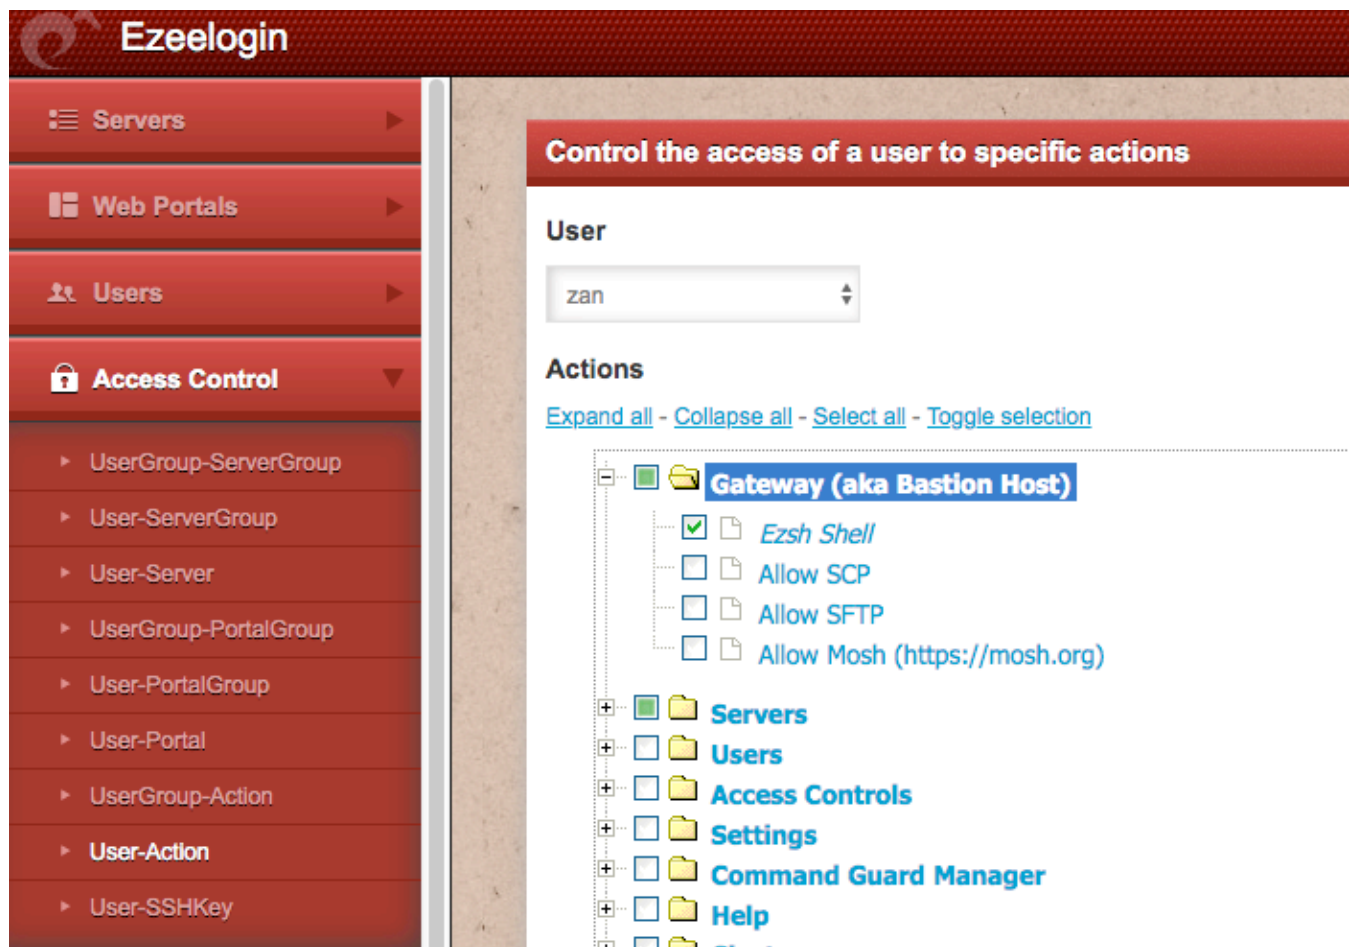 Ezeelogin
Servers
Web Portals
Users
Access Control
UserGroup-ServerGroup
User-ServerGroup
User-Server
UserGroup-PortalGroup
User-PortalGroup
User-Portal
UserGroup-Action
User-Action
User-SSHKey
Control the access of a user to specific actions
User
zan
Actions
Expand all - Collapse all - Select all - Toggle selection
Gateway (aka Bastion Host)
Ezsh Shell
Allow SCP
Allow SFTP
Allow Mosh (https://mosh.org)
Servers
Users
Access Controls
Settings
Command Guard Manager
Help